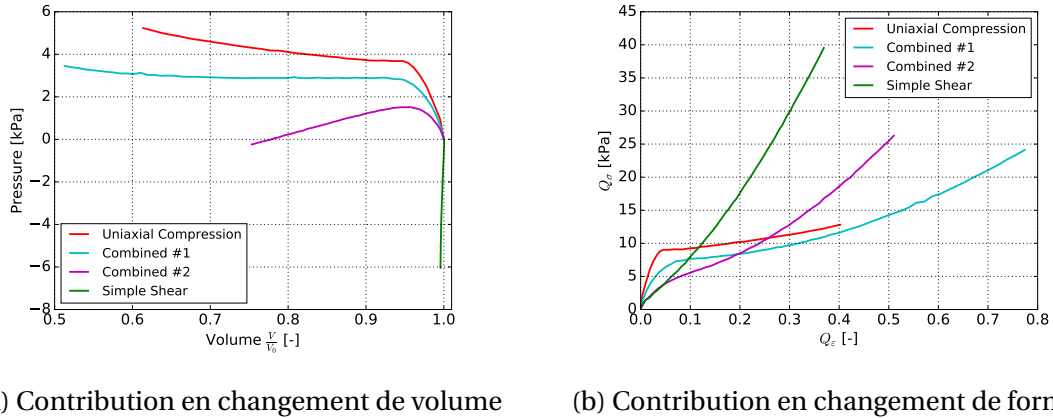 6
4
2
0
−2
−4
−6
−8
Pressure [kPa]
Uniaxial Compression
Combined #1
Combined #2
Simple Shear
0.5 0.6 0.7 0.8 0.9 1.0
Volume V/V₀ [-]
) Contribution en changement de volume
45
40
35
30
25
20
15
10
5
0
Qσ [kPa]
Uniaxial Compression
Combined #1
Combined #2
Simple Shear
0.0 0.1 0.2 0.3 0.4 0.5 0.6 0.7 0.8
Qε [-]
(b) Contribution en changement de for